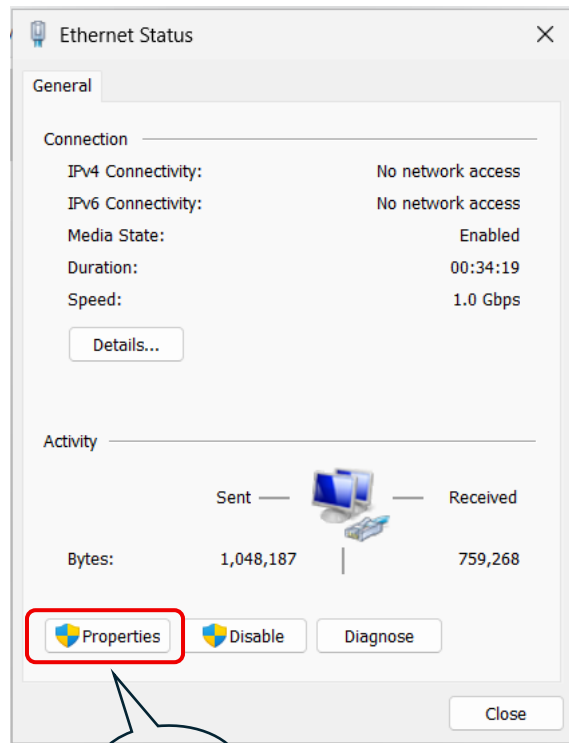 Ethernet Status
General
Connection
IPv4 Connectivity: No network access
IPv6 Connectivity: No network access
Media State: Enabled
Duration: 00:34:19
Speed: 1.0 Gbps
Details...
Activity
Sent Received
Bytes: 1,048,187 759,268
Properties Disable Diagnose
Close